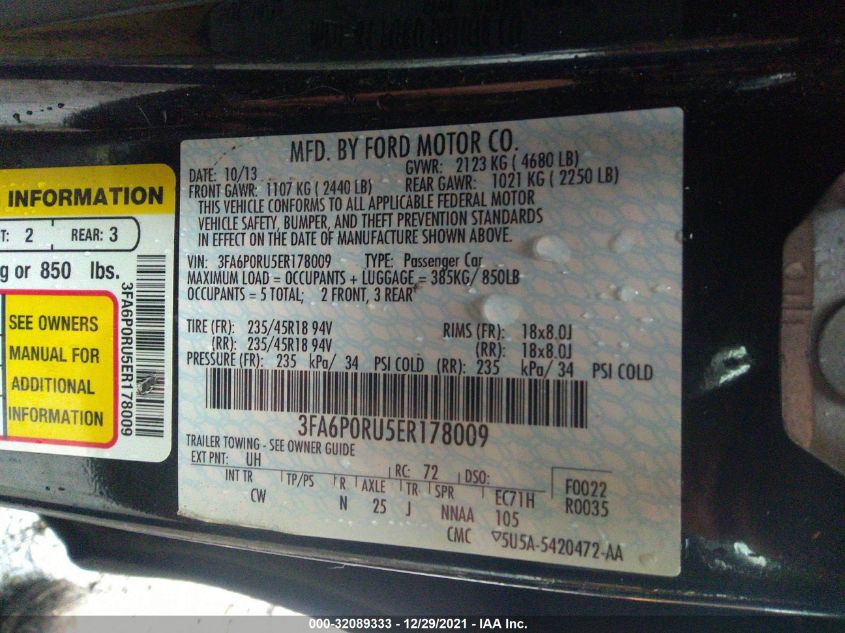 MFD. BY FORD MOTOR CO.
DATE: 10/13 GVWR: 2123 KG ( 4680 LB)
FRONT GAWR: 1107 KG ( 2440 LB) REAR GAWR: 1021 KG ( 2250 LB)
THIS VEHICLE CONFORMS TO ALL APPLICABLE FEDERAL MOTOR
VEHICLE SAFETY, BUMPER, AND THEFT PREVENTION STANDARDS
IN EFFECT ON THE DATE OF MANUFACTURE SHOWN ABOVE.
VIN: 3FA6P0RU5ER178009 TYPE: Passenger Car
MAXIMUM LOAD = OCCUPANTS + LUGGAGE = 385KG/ 850LB
OCCUPANTS = 5 TOTAL; 2 FRONT, 3 REAR
TIRE (FR): 235/45R18 94V RIMS (FR): 18x8.0J
(RR): 235/45R18 94V (RR): 18x8.0J
PRESSURE (FR): 235 kPa/ 34 PSI COLD (RR): 235 kPa/ 34 PSI COLD
3FA6P0RU5ER178009
TRAILER TOWING - SEE OWNER GUIDE
EXT PNT: UH RC: 72 DSO:
INT TR TP/PS R AXLE TR SPR EC71H F0022
CW N 25 J NNAA 105 R0035
CMC 5U5A-5420472-AA
INFORMATION
2 REAR: 3
g or 850 lbs.
SEE OWNERS
MANUAL FOR
ADDITIONAL
INFORMATION
3FA6P0RU5ER178009
000-32089333 - 12/29/2021 - IAA Inc.